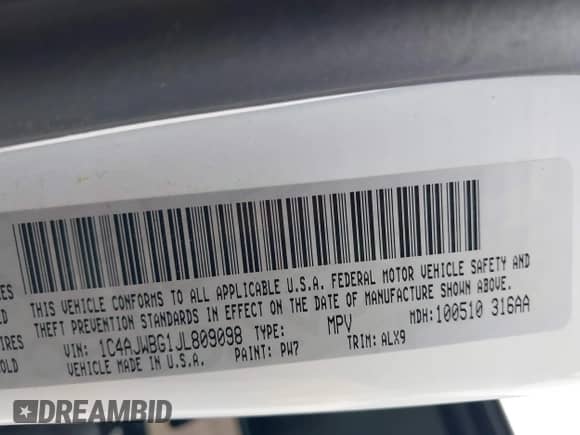 THIS VEHICLE CONFORMS TO ALL APPLICABLE U.S.A. FEDERAL MOTOR VEHICLE SAFETY AND
THEFT PREVENTION STANDARDS IN EFFECT ON THE DATE OF MANUFACTURE SHOWN ABOVE.
VIN: 1C4AJWBG1JL809098 TYPE: MPV MDH:100510 316AA
VEHICLE MADE IN U.S.A. PAINT: PW7 TRIM: ALX9
DREAMBID